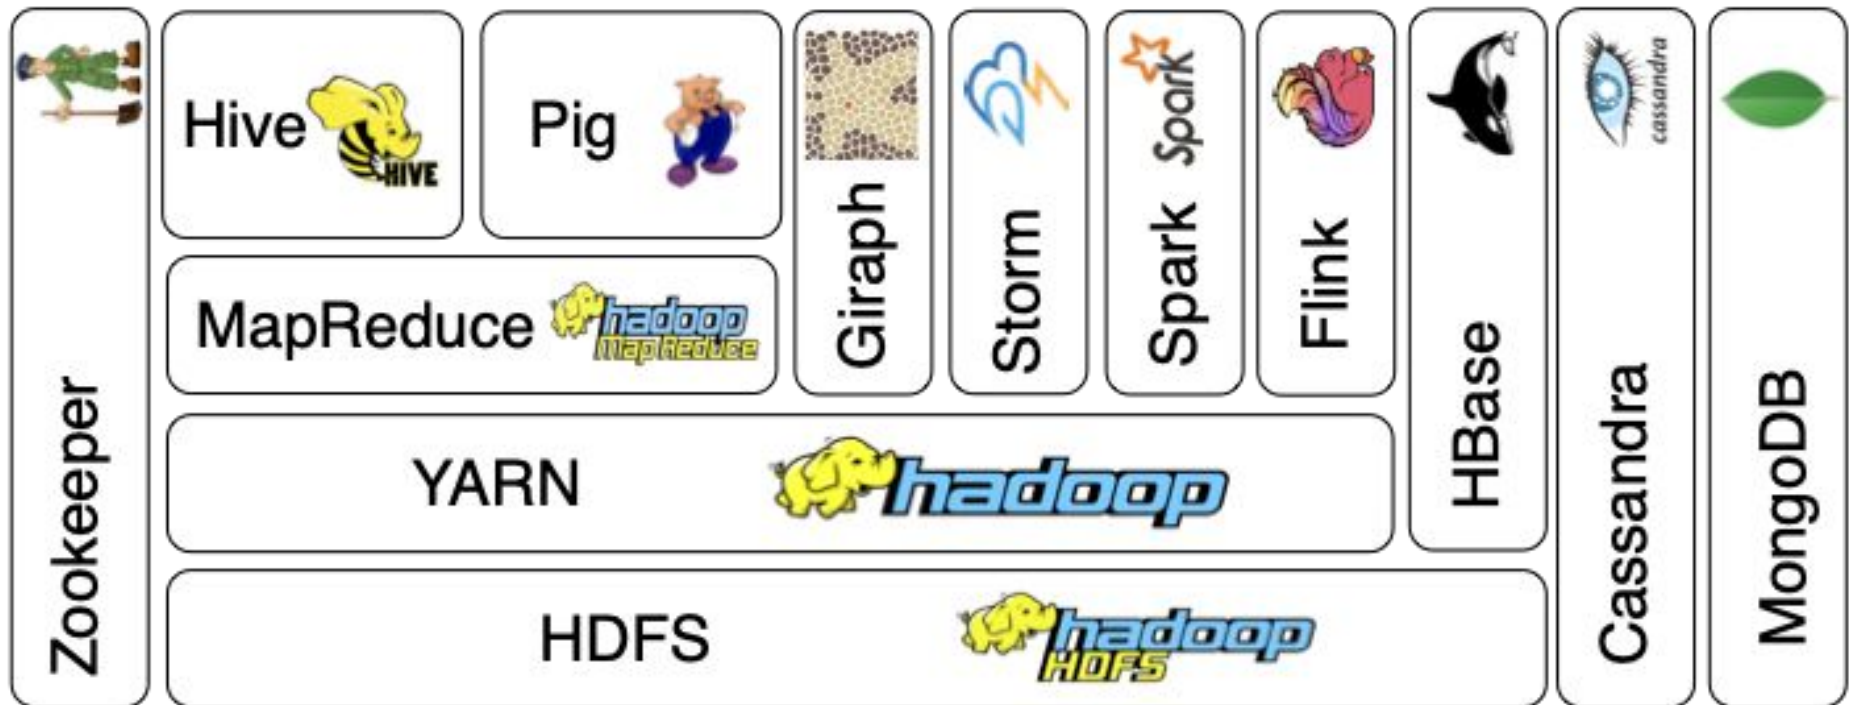 Zookeeper
Hive
HIVE
Pig
MapReduce
hadoop
MapReduce
Giraph
Storm
Spark
Spark
Flink
HBase
cassandra
Cassandra
MongoDB
YARN
hadoop
HDFS
hadoop
HDFS